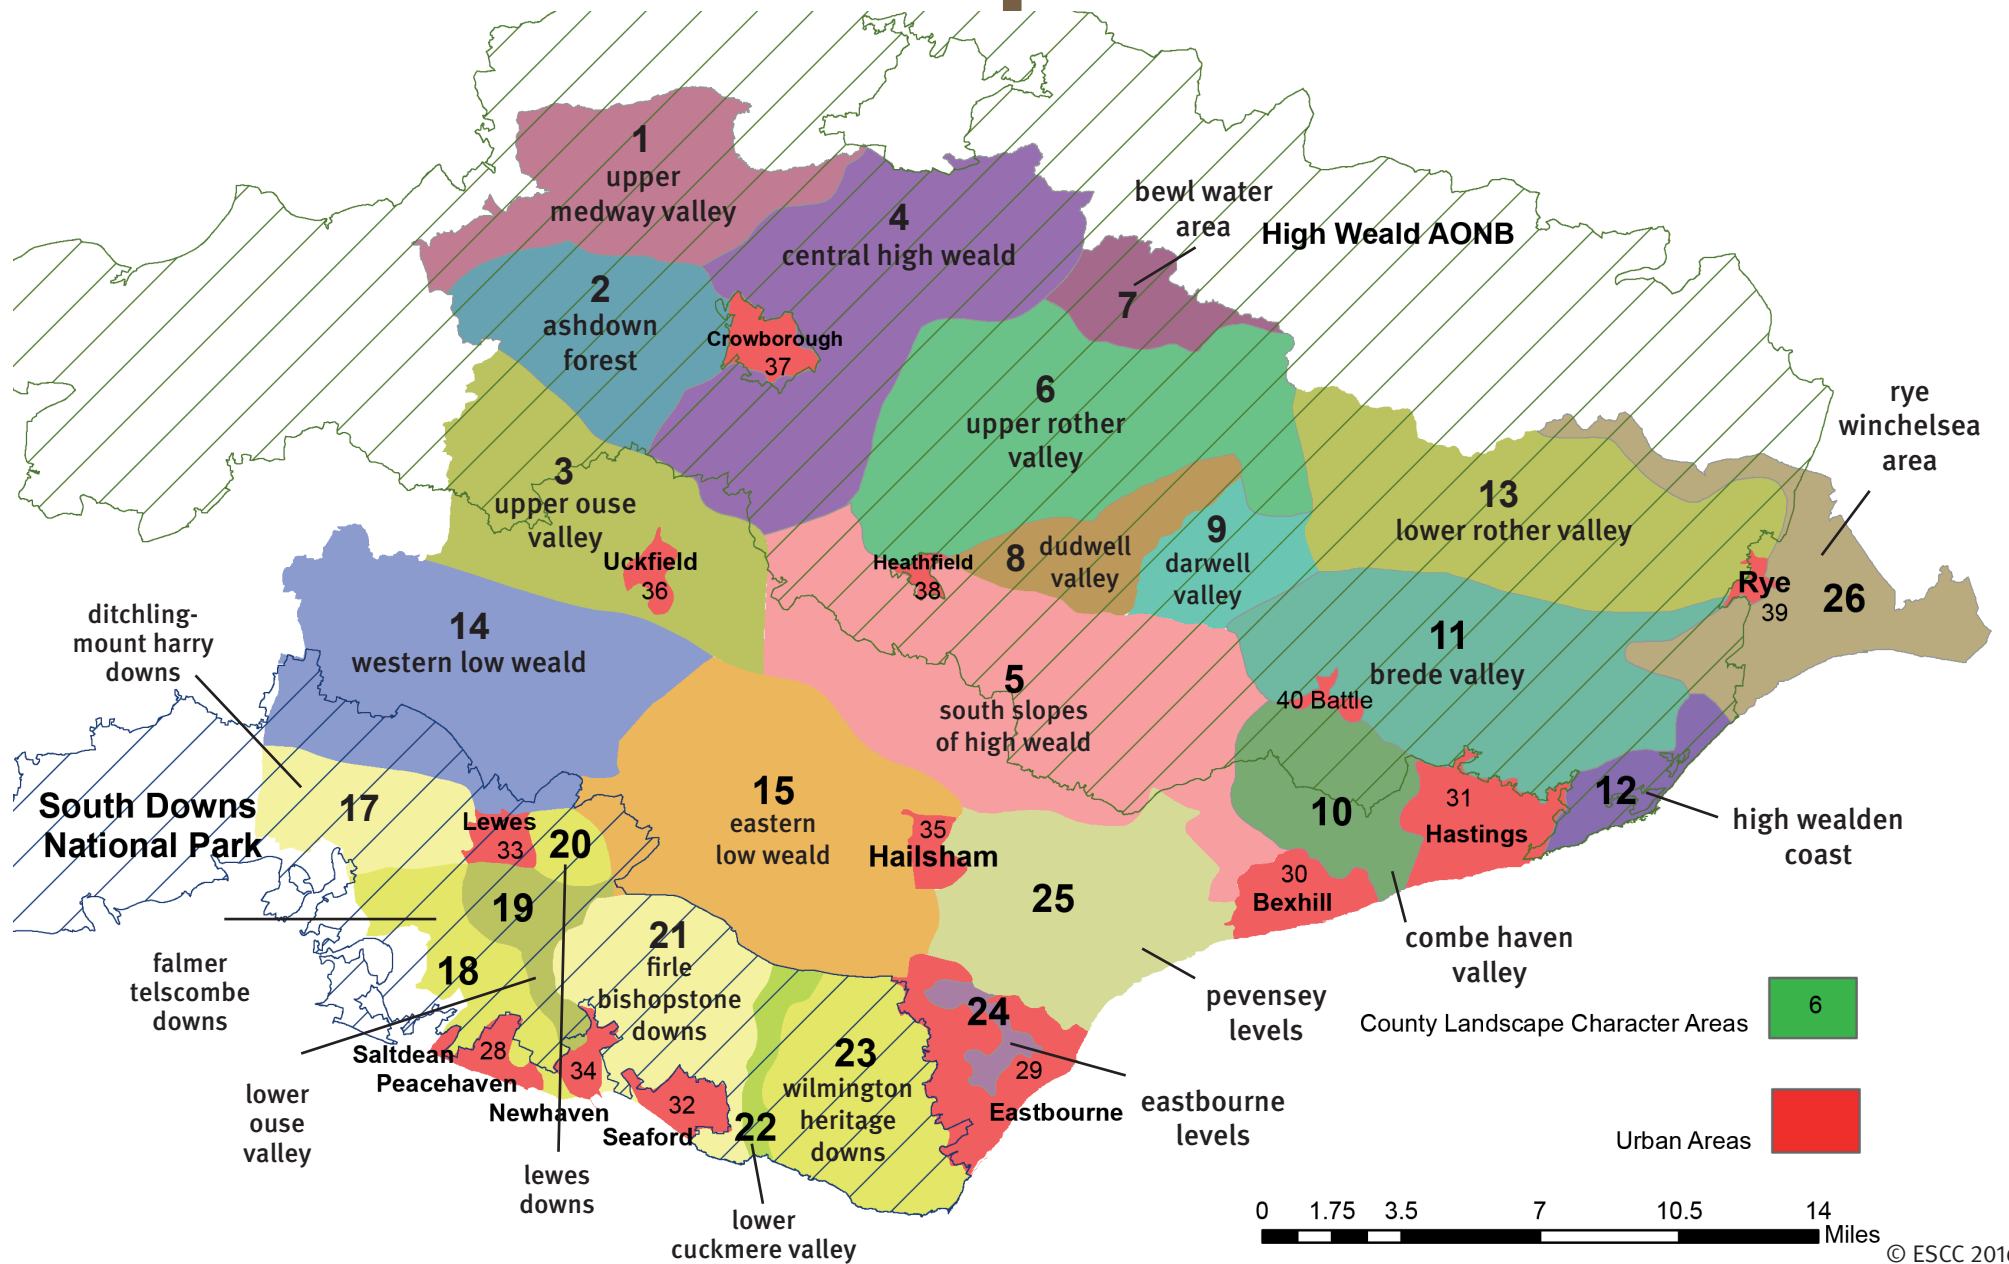 1
upper
medway valley
4
central high weald
bewl water
area
High Weald AONB
7
2
ashdown
forest
Crowborough
37
6
upper rother
valley
rye
winchelsea
area
3
upper ouse
valley
Uckfield
36
13
lower rother valley
Heathfield
38
8
dudwell
valley
9
darwell
valley
Rye
39
26
ditchling-
mount harry
downs
14
western low weald
11
brede valley
5
south slopes
of high weald
40 Battle
South Downs
National Park
17
Lewes
33
20
15
eastern
low weald
35
Hailsham
10
31
Hastings
12
high wealden
coast
30
Bexhill
25
19
21
firle
bishopstone
downs
combe haven
valley
18
falmer
telscombe
downs
24
pevensey
levels
6
County Landscape Character Areas
Saltdean
28
Peacehaven
34
Newhaven
32
Seaford
22
23
wilmington
heritage
downs
29
Eastbourne
eastbourne
levels
lower
ouse
valley
Urban Areas
lewes
downs
lower
cuckmere valley
0 1.75 3.5 7 10.5 14
Miles
© ESCC 2016